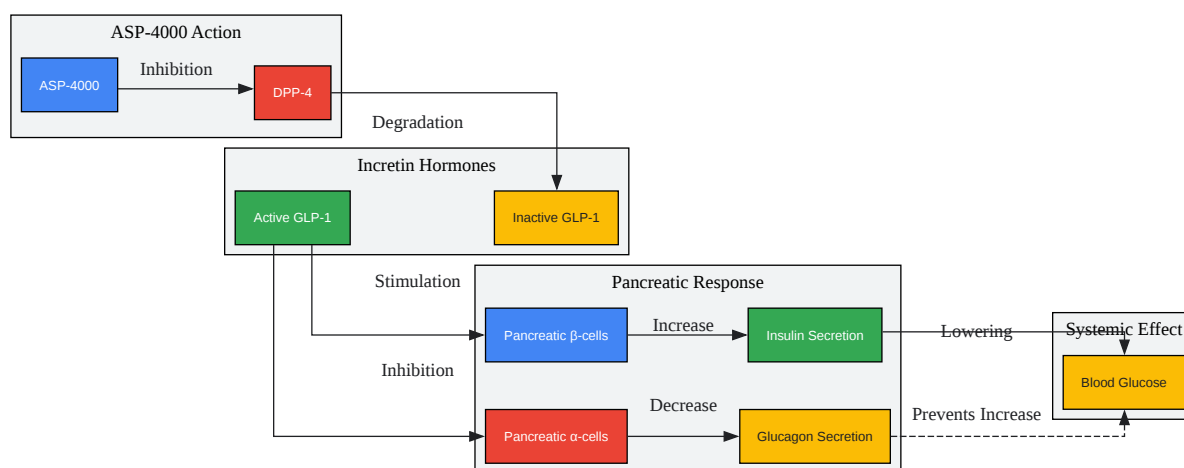 ASP-4000 Action
Inhibition
ASP-4000
DPP-4
Degradation
Incretin Hormones
Active GLP-1
Inactive GLP-1
Stimulation
Pancreatic Response
Pancreatic β-cells
Increase
Insulin Secretion
Lowering
Systemic Effect
Inhibition
Blood Glucose
Decrease
Prevents Increase
Pancreatic α-cells
Glucagon Secretion